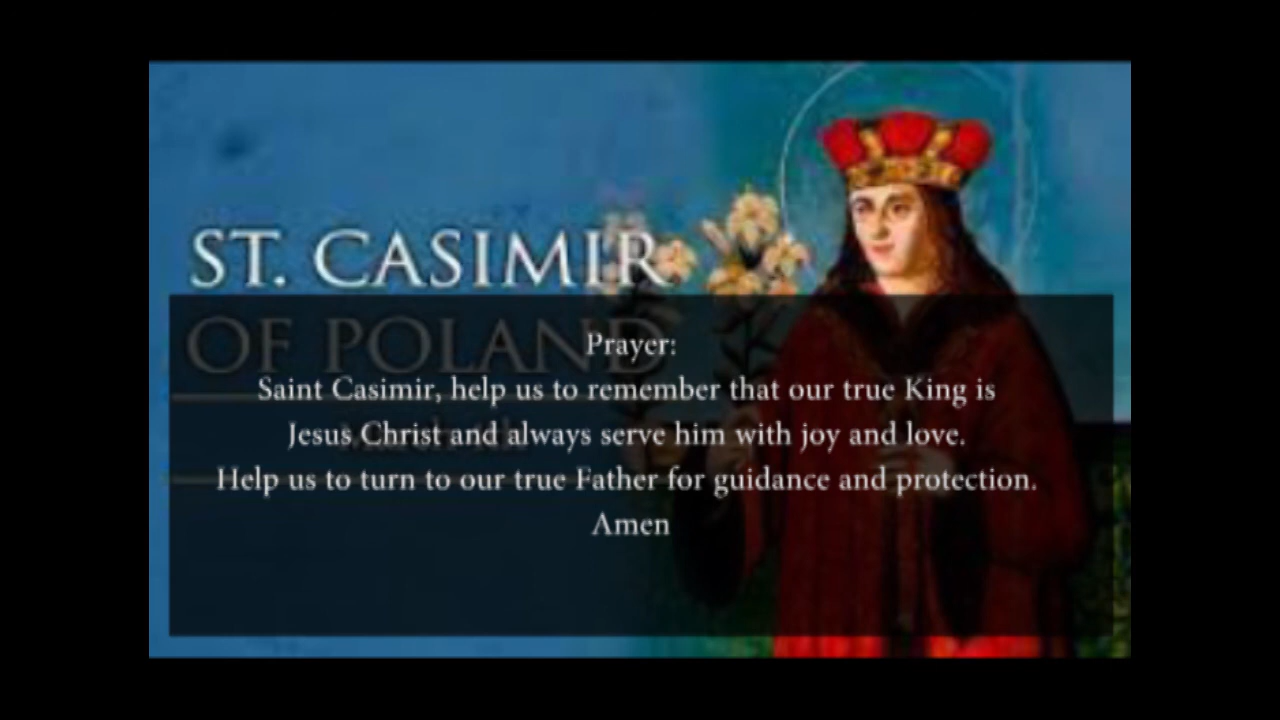 ST. CASIMIR
OF POLAND
Prayer:
Saint Casimir, help us to remember that our true King is
Jesus Christ and always serve him with joy and love.
Help us to turn to our true Father for guidance and protection.
Amen